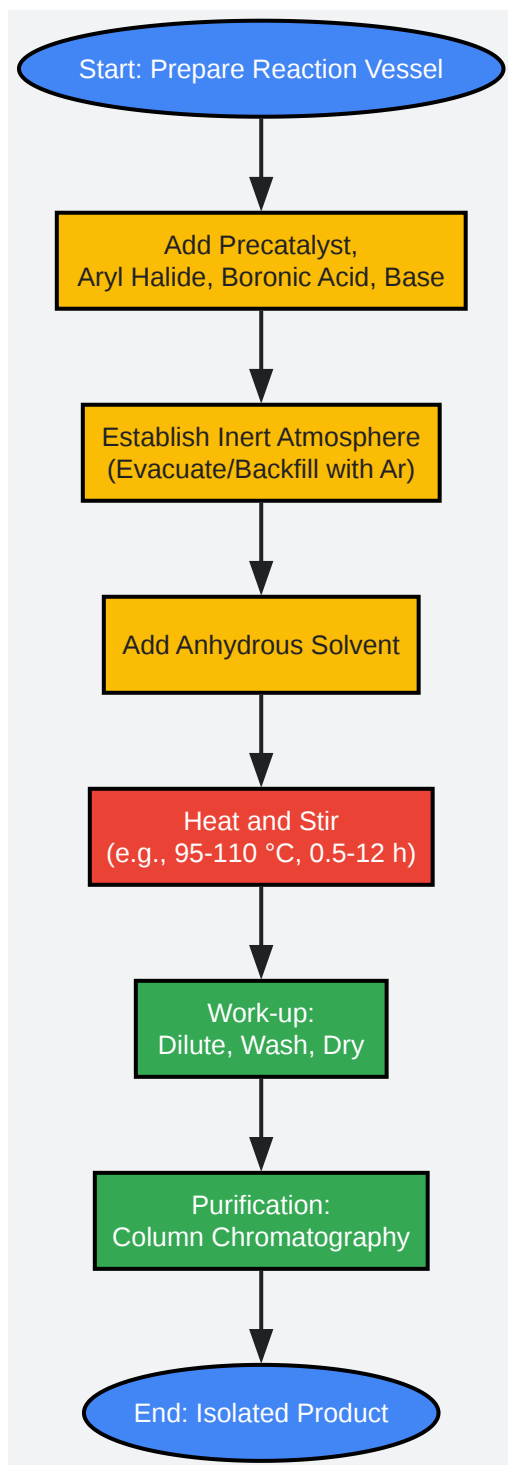 Start: Prepare Reaction Vessel
Add Precatalyst,
Aryl Halide, Boronic Acid, Base
Establish Inert Atmosphere
(Evacuate/Backfill with Ar)
Add Anhydrous Solvent
Heat and Stir
(e.g., 95-110 °C, 0.5-12 h)
Work-up:
Dilute, Wash, Dry
Purification:
Column Chromatography
End: Isolated Product